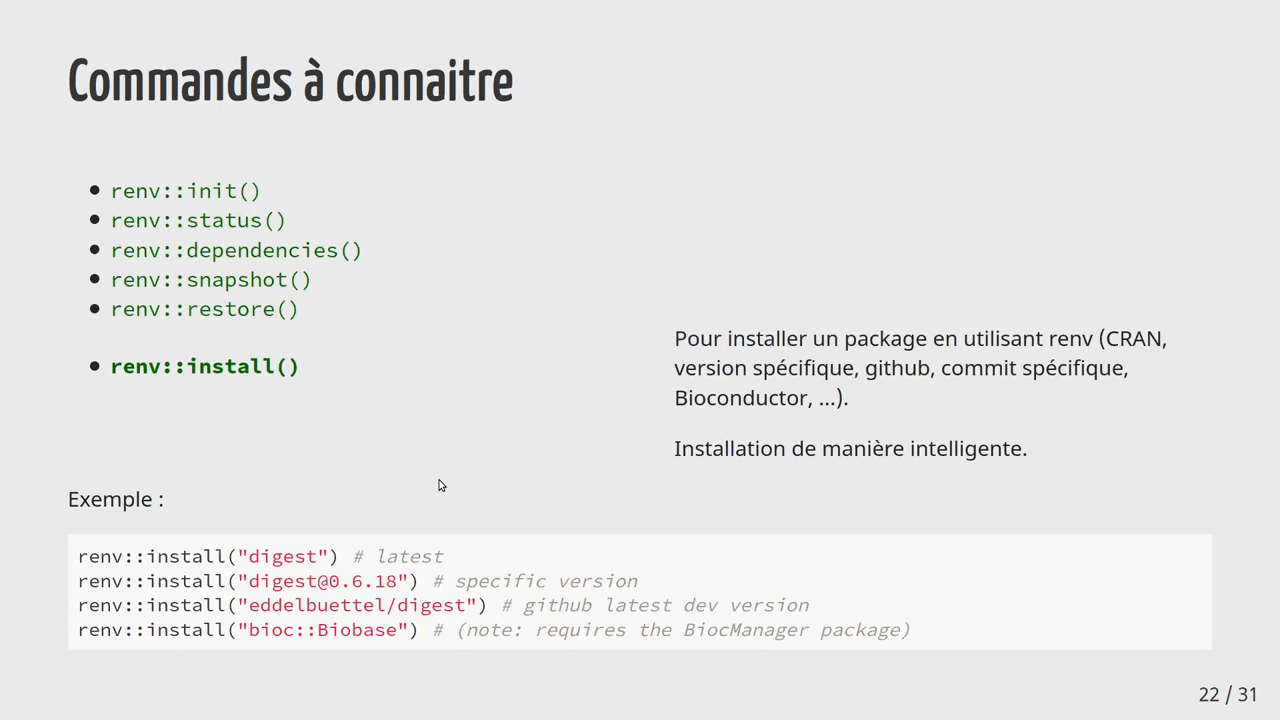 Commandes à connaitre
renv::init()
renv::status()
renv::dependencies()
renv::snapshot()
renv::restore()
renv::install()
Pour installer un package en utilisant renv (CRAN,
version spécifique, github, commit spécifique,
Bioconductor, ...).
Installation de manière intelligente.
Exemple :
renv::install("digest") # latest
renv::install("digest@0.6.18") # specific version
renv::install("eddelbuettel/digest") # github latest dev version
renv::install("bioc::Biobase") # (note: requires the BiocManager package)
22 / 31